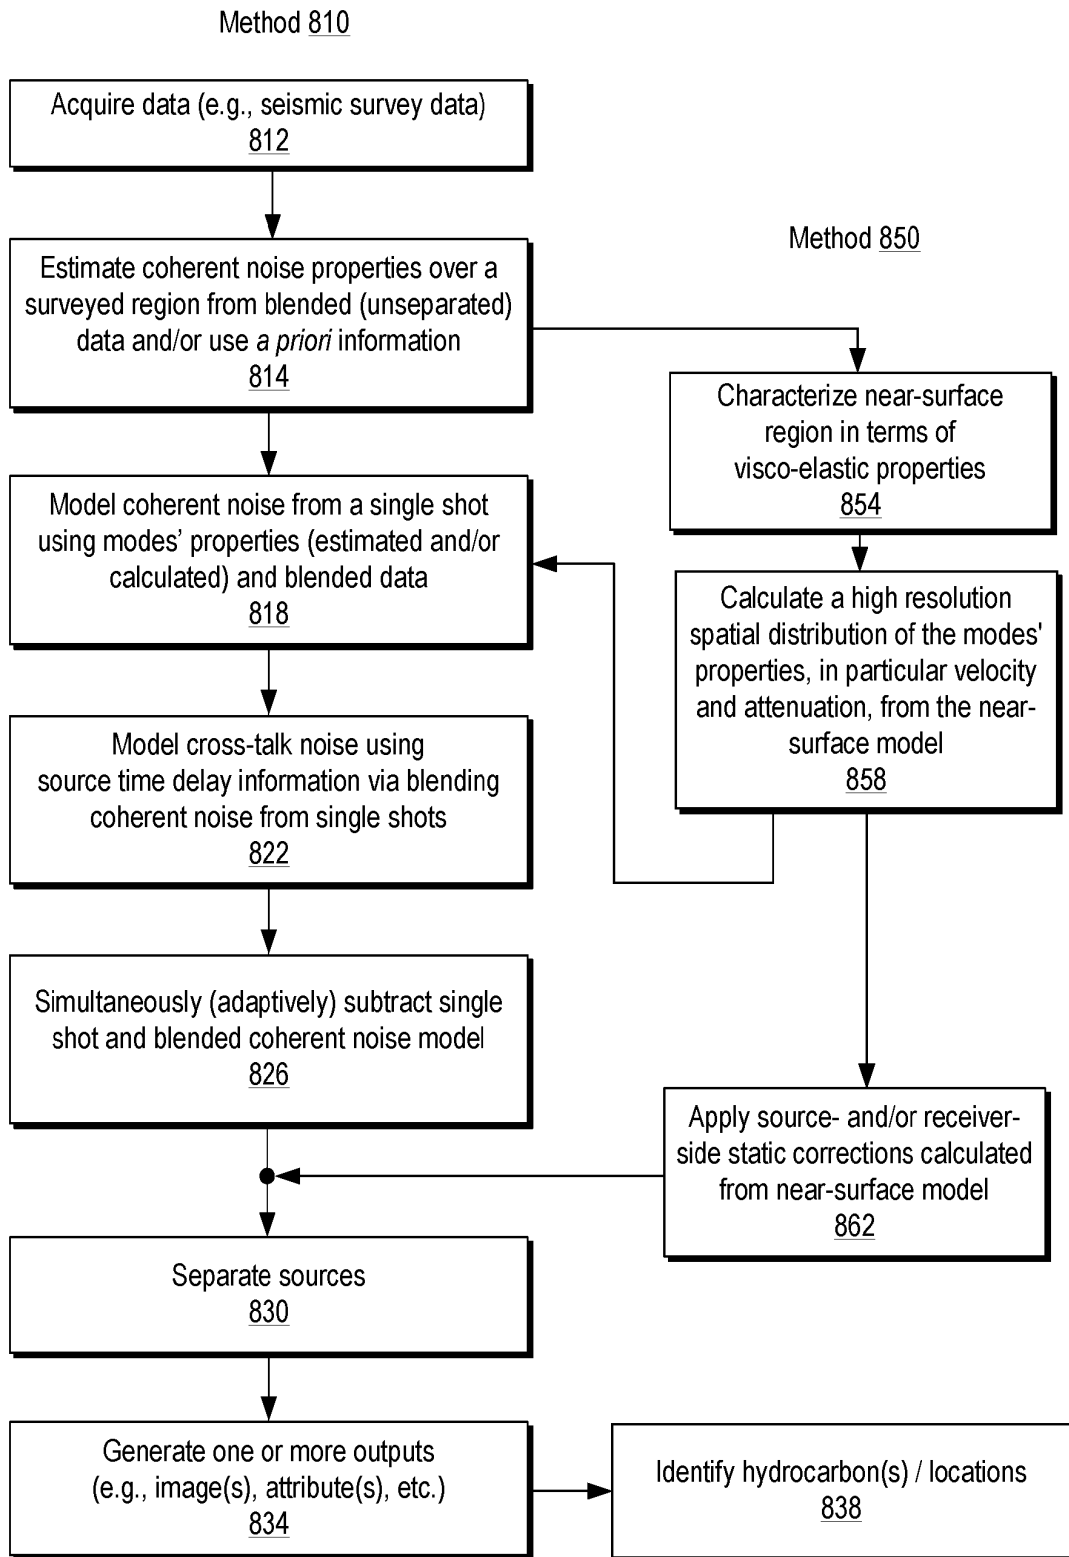 Method 810
Acquire data (e.g., seismic survey data)
812
Estimate coherent noise properties over a
surveyed region from blended (unseparated)
data and/or use a priori information
814
Model coherent noise from a single shot
using modes' properties (estimated and/or
calculated) and blended data
818
Model cross-talk noise using
source time delay information via blending
coherent noise from single shots
822
Simultaneously (adaptively) subtract single
shot and blended coherent noise model
826
Separate sources
830
Generate one or more outputs
(e.g., image(s), attribute(s), etc.)
834
Identify hydrocarbon(s) / locations
838
Method 850
Characterize near-surface
region in terms of
visco-elastic properties
854
Calculate a high resolution
spatial distribution of the modes'
properties, in particular velocity
and attenuation, from the near-
surface model
858
Apply source- and/or receiver-
side static corrections calculated
from near-surface model
862